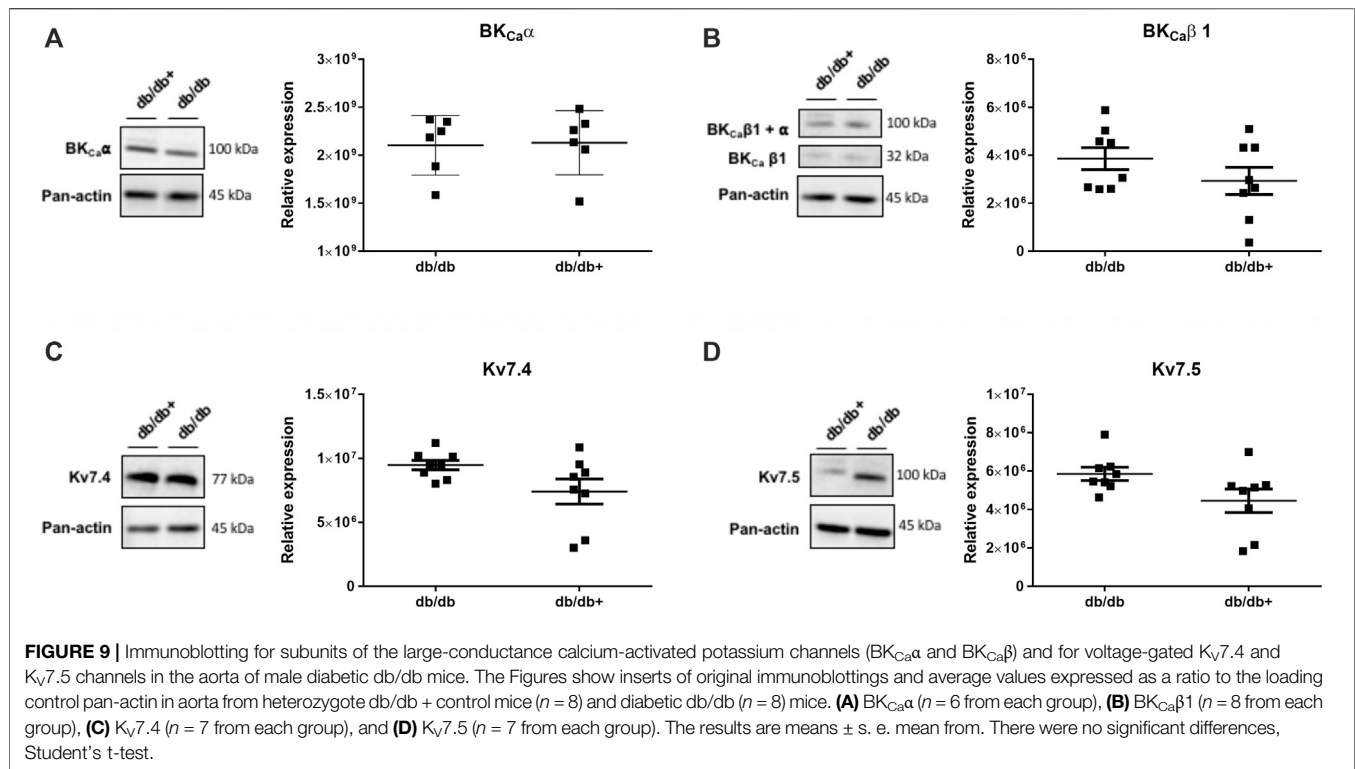 A
BKCaα
db/db+ db/db
BKCaα
100 kDa
Pan-actin
45 kDa
Relative expression
3×10⁹
2.5×10⁹
2×10⁹
1.5×10⁹
1×10⁹
db/db db/db+
B
BKCaβ 1
db/db+ db/db
BKCaβ1 + α
100 kDa
BKCa β1
32 kDa
Pan-actin
45 kDa
Relative expression
8×10⁶
6×10⁶
4×10⁶
2×10⁶
0
db/db db/db+
C
Kv7.4
db/db+ db/db
Kv7.4
77 kDa
Pan-actin
45 kDa
Relative expression
1.5×10⁷
1×10⁷
5×10⁶
0
db/db db/db+
D
Kv7.5
db/db+ db/db
Kv7.5
100 kDa
Pan-actin
45 kDa
Relative expression
1×10⁷
8×10⁶
6×10⁶
4×10⁶
2×10⁶
0
db/db db/db+
FIGURE 9 | Immunoblotting for subunits of the large-conductance calcium-activated potassium channels (BKCaα and BKCaβ) and for voltage-gated KV7.4 and
KV7.5 channels in the aorta of male diabetic db/db mice. The Figures show inserts of original immunoblottings and average values expressed as a ratio to the loading
control pan-actin in aorta from heterozygote db/db + control mice (n = 8) and diabetic db/db (n = 8) mice. (A) BKCaα (n = 6 from each group), (B) BKCaβ1 (n = 8 from each
group), (C) KV7.4 (n = 7 from each group), and (D) KV7.5 (n = 7 from each group). The results are means ± s. e. mean from. There were no significant differences,
Student's t-test.